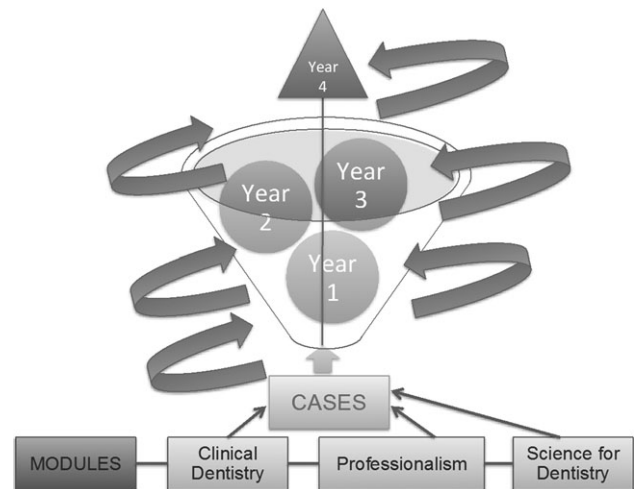 Year
4
Year
3
Year
2
Year
1
CASES
MODULES
Clinical
Dentistry
Professionalism
Science for
Dentistry